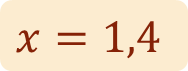 x = 1,4